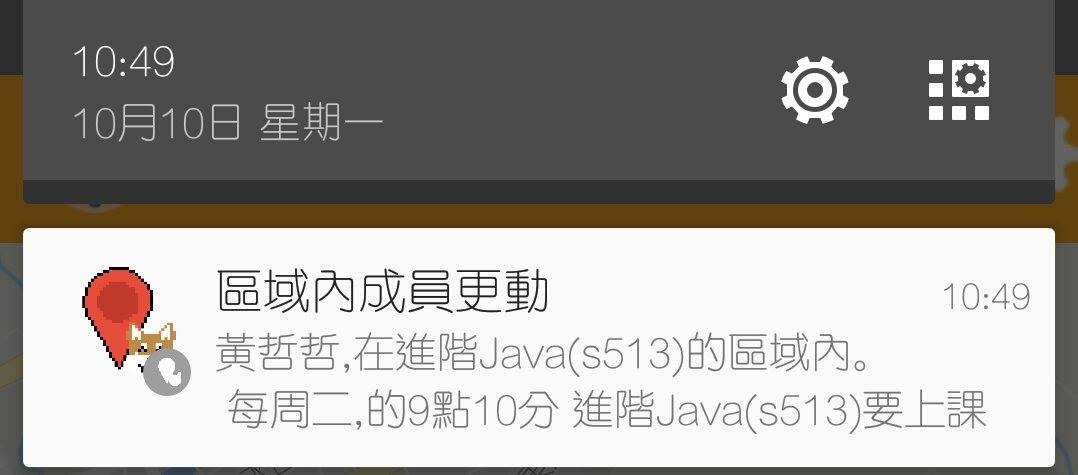 10:49
10月10日 星期一
區域內成員更動
10:49
黃哲哲,在進階Java(s513)的區域內。
每周二,的9點10分 進階Java(s513)要上課